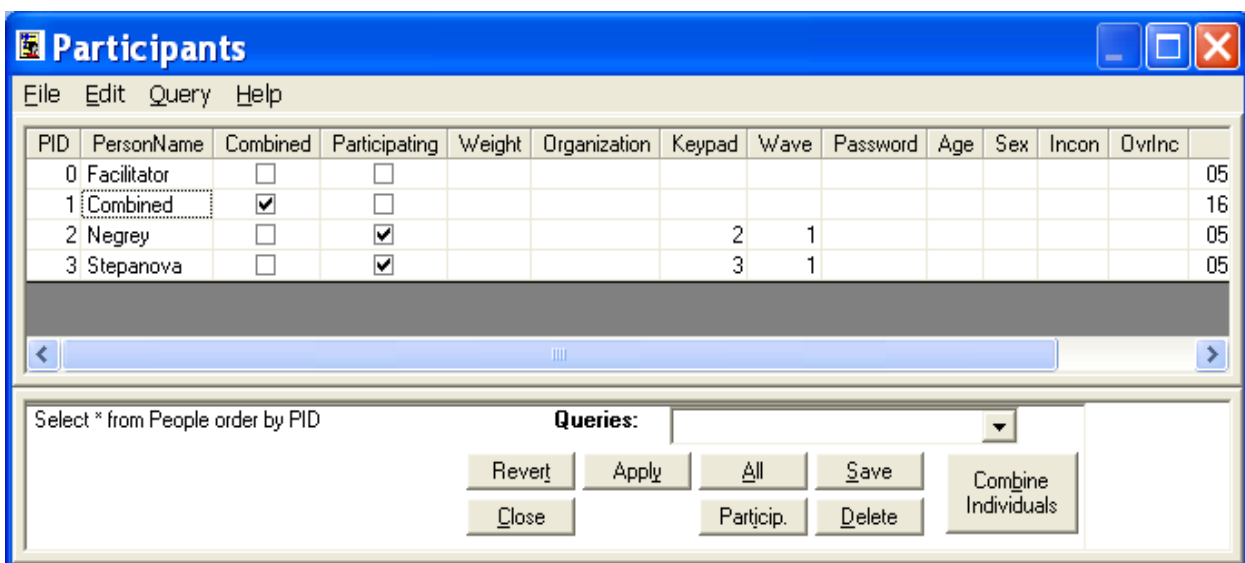 Participants
File Edit Query Help
PID PersonName Combined Participating Weight Organization Keypad Wave Password Age Sex Incon OvrInc
0 Facilitator 05
1 Combined 16
2 Negrey 2 1 05
3 Stepanova 3 1 05
Select * from People order by PID Queries:
Revert Apply All Save Combine Individuals
Close Particip. Delete